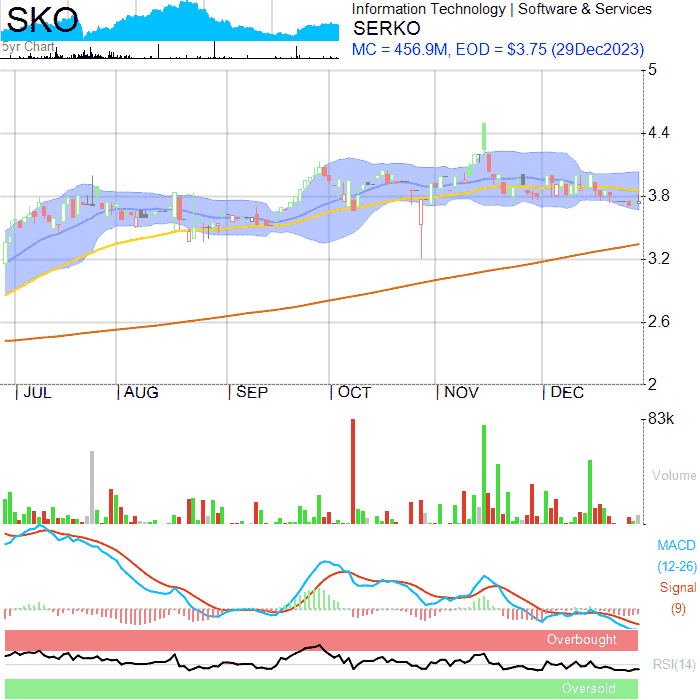 SKO
5yr Chart
Information Technology | Software & Services
SERKO
MC = 456.9M, EOD = $3.75 (29Dec2023)
5
4.4
3.8
3.2
2.6
2
| JUL | AUG | SEP | OCT | NOV | DEC
83k
Volume
MACD
(12-26)
Signal
(9)
Overbought
RSI(14)
Oversold